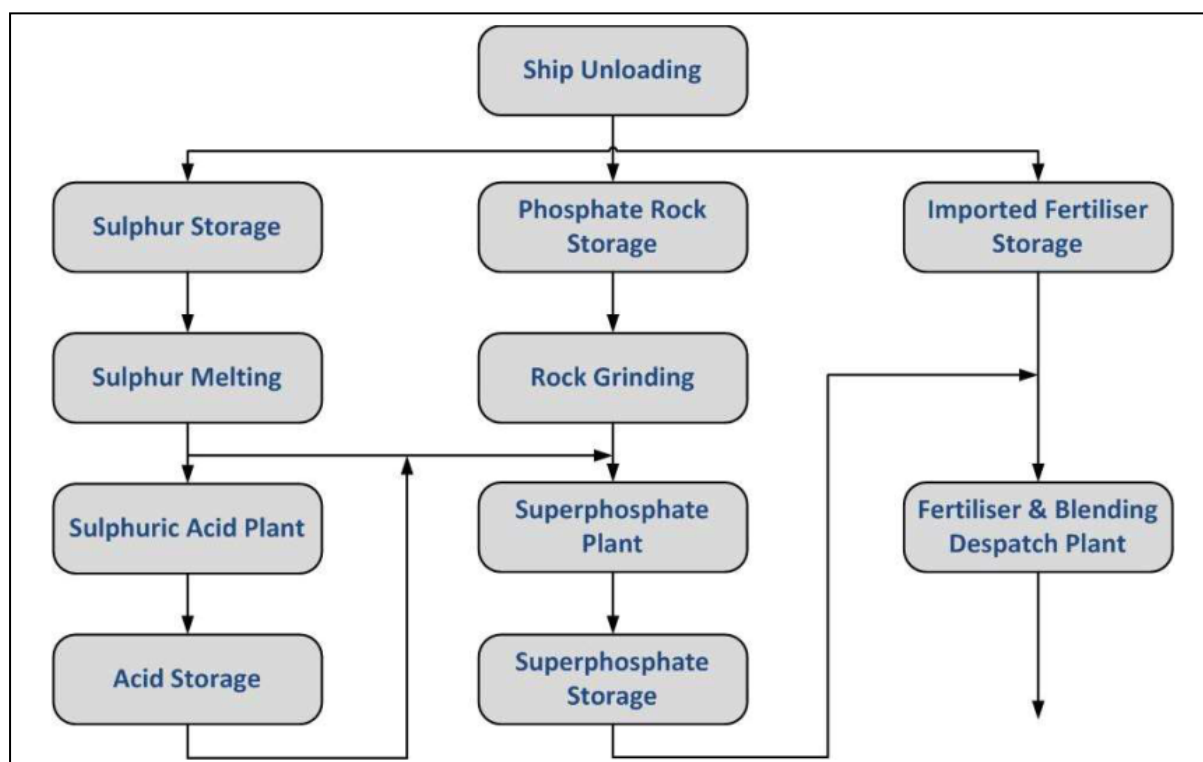 Ship Unloading
Sulphur Storage
Phosphate Rock
Storage
Imported Fertiliser
Storage
Sulphur Melting
Rock Grinding
Sulphuric Acid Plant
Superphosphate
Plant
Fertiliser & Blending
Despatch Plant
Acid Storage
Superphosphate
Storage